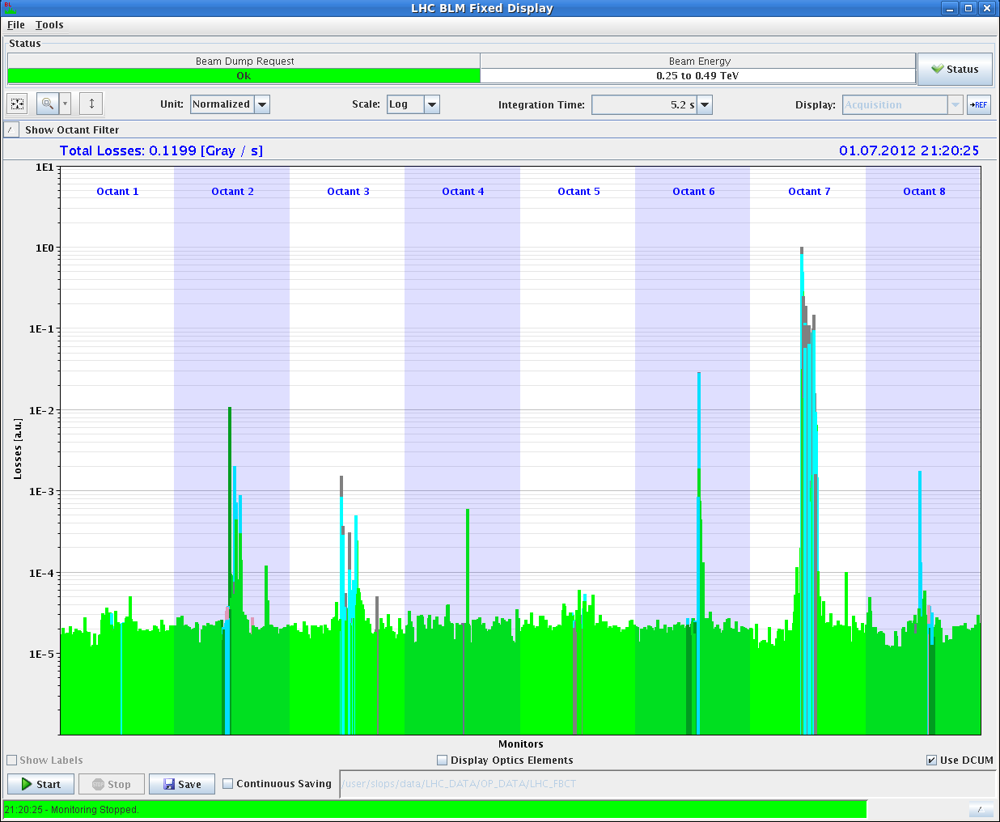 LHC BLM Fixed Display
File Tools
Status
Beam Dump Request Beam Energy
Ok 0.25 to 0.49 TeV
Status
Unit: Normalized Scale: Log Integration Time: 5.2 s Display: Acquisition REF
Show Octant Filter
Total Losses: 0.1199 [Gray / s] 01.07.2012 21:20:25
Octant 1 Octant 2 Octant 3 Octant 4 Octant 5 Octant 6 Octant 7 Octant 8
1E1
1E0
1E-1
1E-2
1E-3
1E-4
1E-5
Losses [a.u.]
Monitors
Show Labels Display Optics Elements Use DCUM
Start Stop Save Continuous Saving /user/slops/data/LHC_DATA/OP_DATA/LHC_FBCT
21:20:25 - Monitoring Stopped.